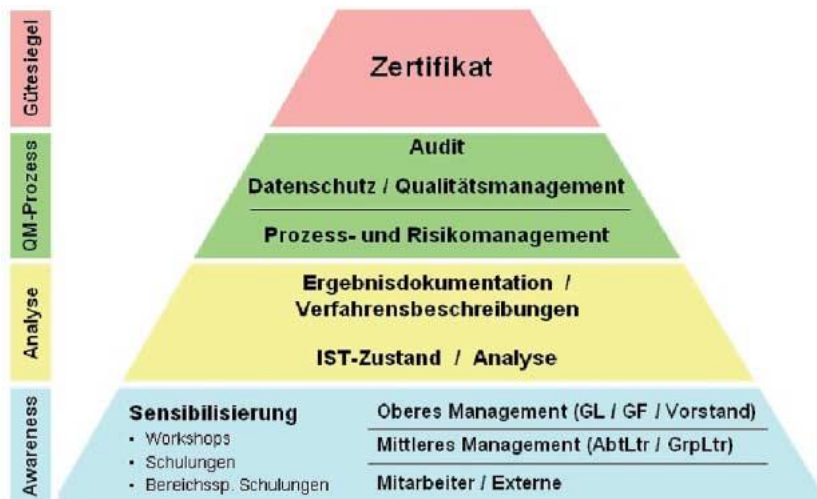 Gütesiegel
Zertifikat
QM-Prozess
Audit
Datenschutz / Qualitätsmanagement
Prozess- und Risikomanagement
Analyse
Ergebnisdokumentation /
Verfahrensbeschreibungen
IST-Zustand / Analyse
Awareness
Sensibilisierung
• Workshops
• Schulungen
• Bereichssp. Schulungen
Oberes Management (GL / GF / Vorstand)
Mittleres Management (AbtLtr / GrpLtr)
Mitarbeiter / Externe